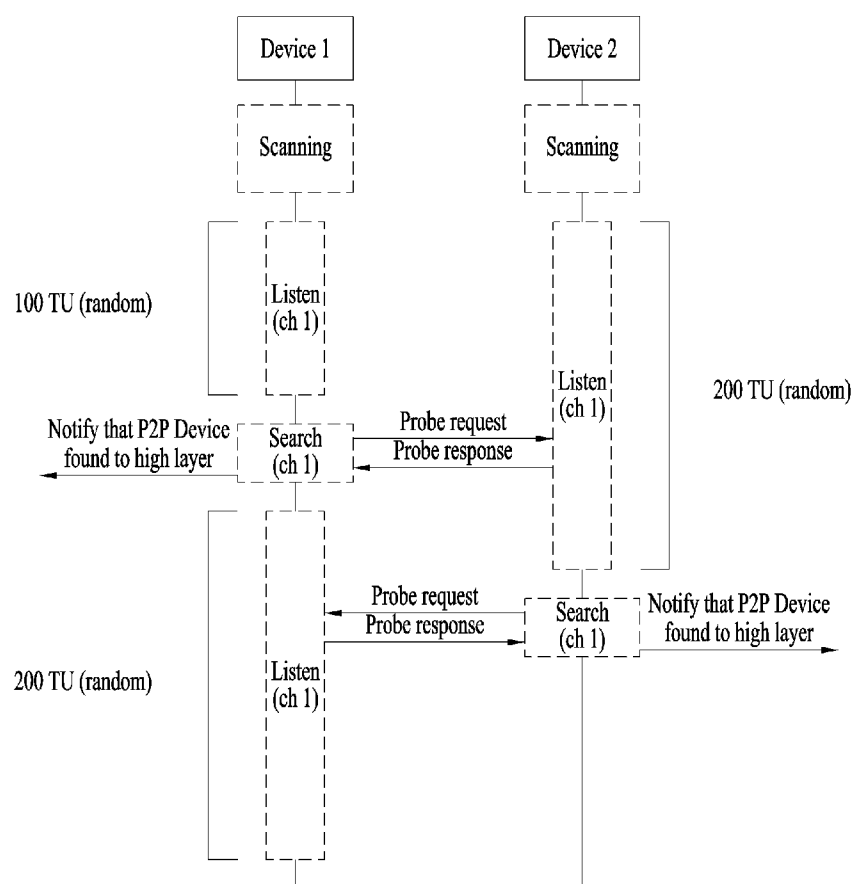 Device 1
Device 2
Scanning
Scanning
100 TU (random)
Listen
(ch 1)
Listen
(ch 1)
200 TU (random)
Notify that P2P Device
found to high layer
Search
(ch 1)
Probe request
Probe response
Probe request
Probe response
Search
(ch 1)
Notify that P2P Device
found to high layer
200 TU (random)
Listen
(ch 1)